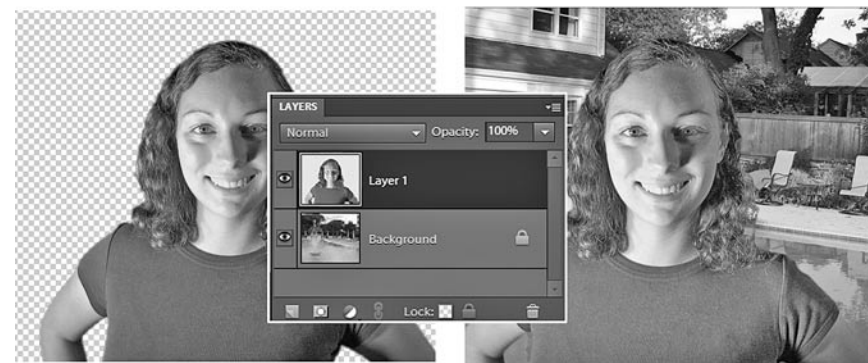 LAYERS
Normal Opacity: 100%
Layer 1
Background
Lock: